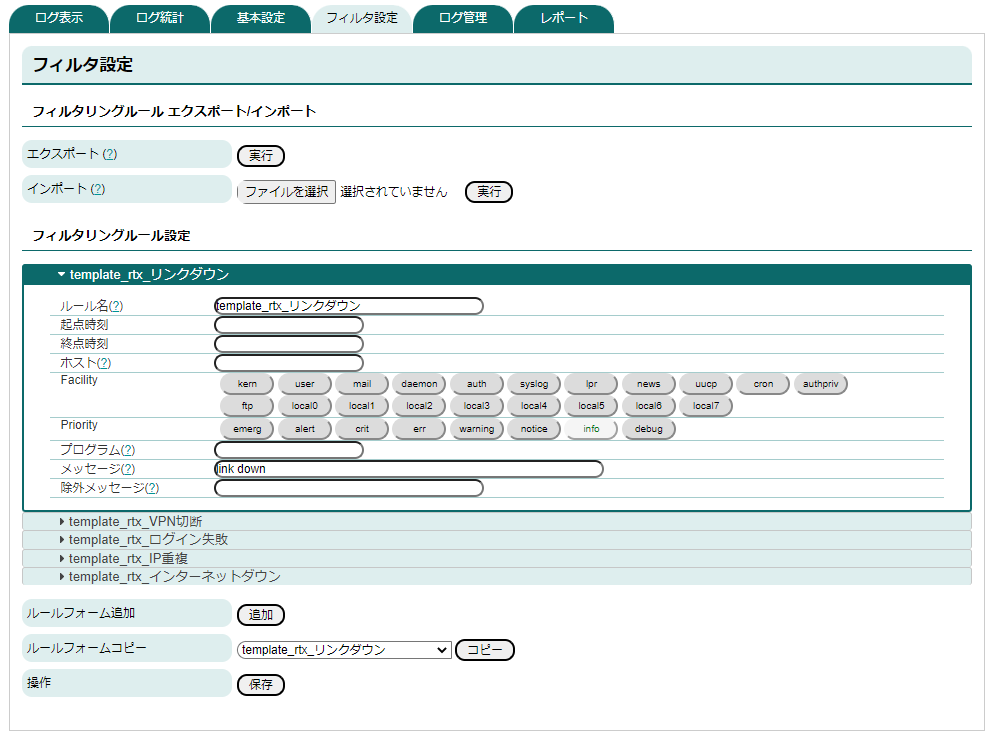 ログ表示 ログ統計 基本設定 フィルタ設定 ログ管理 レポート
フィルタ設定
フィルタリングルール エクスポート/インポート
エクスポート (?) 実行
インポート (?) ファイルを選択 選択されていません 実行
フィルタリングルール設定
template_rtx_リンクダウン
ルール名(?) template_rtx_リンクダウン
起点時刻
終点時刻
ホスト(?)
Facility kern user mail daemon auth syslog lpr news uucp cron authpriv
ftp local0 local1 local2 local3 local4 local5 local6 local7
Priority emerg alert crit err warning notice info debug
プログラム(?)
メッセージ(?) link down
除外メッセージ(?)
template_rtx_VPN切断
template_rtx_ログイン失敗
template_rtx_IP重複
template_rtx_インターネットダウン
ルールフォーム追加 追加
ルールフォームコピー template_rtx_リンクダウン コピー
操作 保存